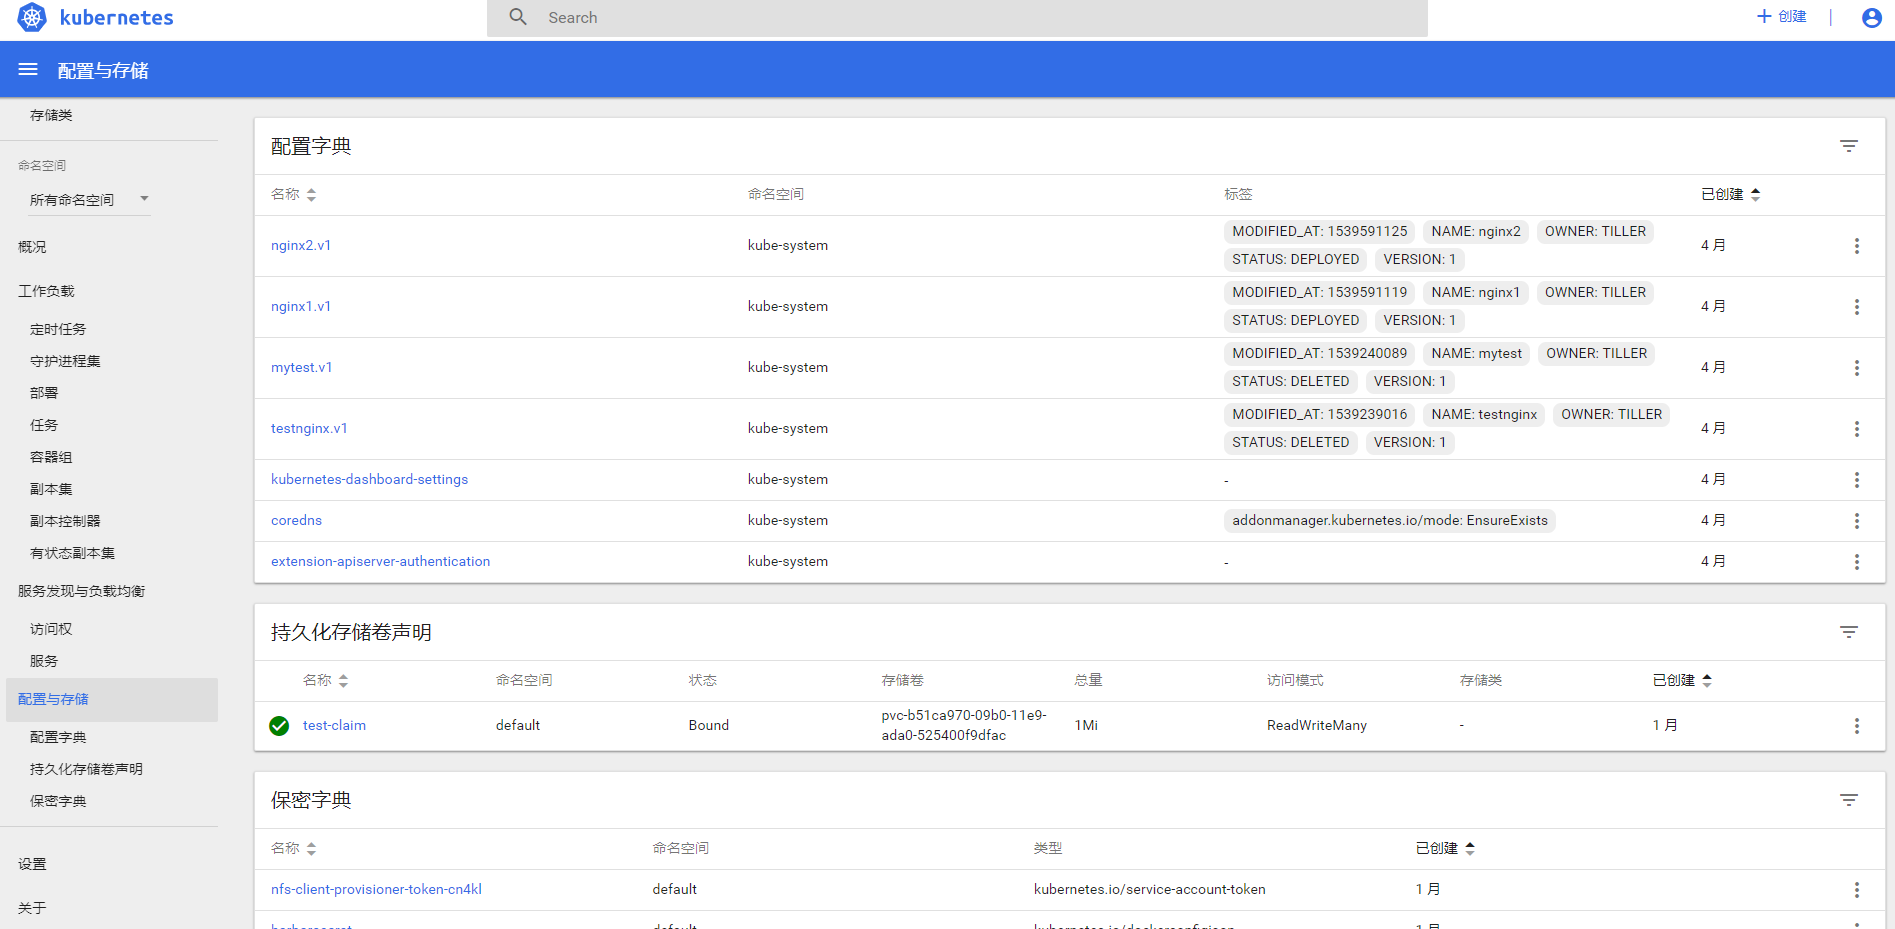 kubernetes
Search
创建
配置与存储
存储类
命名空间
所有命名空间
概况
工作负载
定时任务
守护进程集
部署
任务
容器组
副本集
副本控制器
有状态副本集
服务发现与负载均衡
访问权
服务
配置与存储
配置字典
持久化存储卷声明
保密字典
设置
关于
配置字典
名称 命名空间 标签 已创建
nginx2.v1 kube-system MODIFIED_AT: 1539591125 NAME: nginx2 OWNER: TILLER 4 月
STATUS: DEPLOYED VERSION: 1
nginx1.v1 kube-system MODIFIED_AT: 1539591119 NAME: nginx1 OWNER: TILLER 4 月
STATUS: DEPLOYED VERSION: 1
mytest.v1 kube-system MODIFIED_AT: 1539240089 NAME: mytest OWNER: TILLER 4 月
STATUS: DELETED VERSION: 1
testnginx.v1 kube-system MODIFIED_AT: 1539239016 NAME: testnginx OWNER: TILLER 4 月
STATUS: DELETED VERSION: 1
kubernetes-dashboard-settings kube-system - 4 月
coredns kube-system addonmanager.kubernetes.io/mode: EnsureExists 4 月
extension-apiserver-authentication kube-system - 4 月
持久化存储卷声明
名称 命名空间 状态 存储卷 总量 访问模式 存储类 已创建
test-claim default Bound pvc-b51ca970-09b0-11e9- 1Mi ReadWriteMany - 1 月
ada0-525400f9dfac
保密字典
名称 命名空间 类型 已创建
nfs-client-provisioner-token-cn4kl default kubernetes.io/service-account-token 1 月